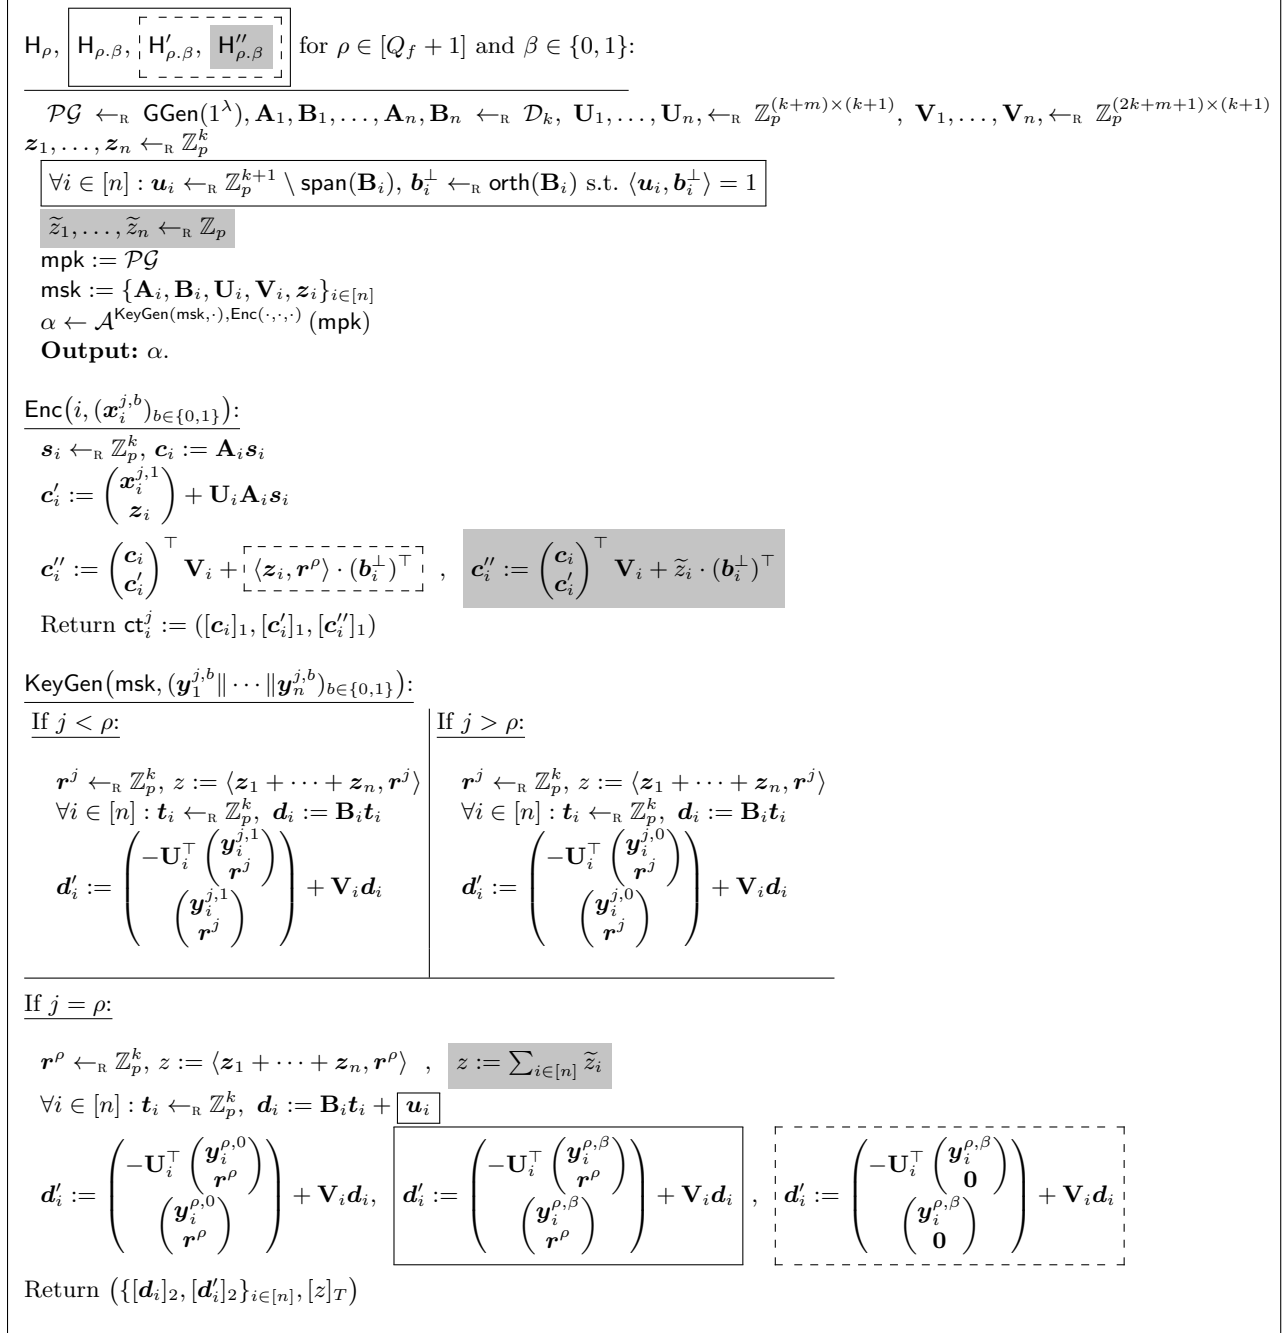 H_ρ, H_{ρ.β}, H′_{ρ.β}, H″_{ρ.β} for ρ ∈ [Q_f + 1] and β ∈ {0, 1}:
𝒫𝒢 ←_R GGen(1^λ), A_1, B_1, …, A_n, B_n ←_R 𝒟_k, U_1, …, U_n, ←_R ℤ_p^{(k+m)×(k+1)}, V_1, …, V_n, ←_R ℤ_p^{(2k+m+1)×(k+1)}
z_1, …, z_n ←_R ℤ_p^k
∀i ∈ [n] : u_i ←_R ℤ_p^{k+1} \ span(B_i), b_i^⊥ ←_R orth(B_i) s.t. ⟨u_i, b_i^⊥⟩ = 1
z̃_1, …, z̃_n ←_R ℤ_p
mpk := 𝒫𝒢
msk := {A_i, B_i, U_i, V_i, z_i}_{i∈[n]}
α ← 𝒜^{KeyGen(msk,·),Enc(·,·,·)} (mpk)
Output: α.
Enc(i, (x_i^{j,b})_{b∈{0,1}}):
s_i ←_R ℤ_p^k, c_i := A_i s_i
c′_i := (x_i^{j,1} ; z_i) + U_i A_i s_i
c″_i := (c_i ; c′_i)^⊤ V_i + ⟨z_i, r^ρ⟩ · (b_i^⊥)^⊤ , c″_i := (c_i ; c′_i)^⊤ V_i + z̃_i · (b_i^⊥)^⊤
Return ct_i^j := ([c_i]_1, [c′_i]_1, [c″_i]_1)
KeyGen(msk, (y_1^{j,b} ‖ ⋯ ‖ y_n^{j,b})_{b∈{0,1}}):
If j < ρ:
r^j ←_R ℤ_p^k, z := ⟨z_1 + ⋯ + z_n, r^j⟩
∀i ∈ [n] : t_i ←_R ℤ_p^k, d_i := B_i t_i
d′_i := (−U_i^⊤ (y_i^{j,1} ; r^j) ; (y_i^{j,1} ; r^j)) + V_i d_i
If j > ρ:
r^j ←_R ℤ_p^k, z := ⟨z_1 + ⋯ + z_n, r^j⟩
∀i ∈ [n] : t_i ←_R ℤ_p^k, d_i := B_i t_i
d′_i := (−U_i^⊤ (y_i^{j,0} ; r^j) ; (y_i^{j,0} ; r^j)) + V_i d_i
If j = ρ:
r^ρ ←_R ℤ_p^k, z := ⟨z_1 + ⋯ + z_n, r^ρ⟩ , z := ∑_{i∈[n]} z̃_i
∀i ∈ [n] : t_i ←_R ℤ_p^k, d_i := B_i t_i + u_i
d′_i := (−U_i^⊤ (y_i^{ρ,0} ; r^ρ) ; (y_i^{ρ,0} ; r^ρ)) + V_i d_i, d′_i := (−U_i^⊤ (y_i^{ρ,β} ; r^ρ) ; (y_i^{ρ,β} ; r^ρ)) + V_i d_i , d′_i := (−U_i^⊤ (y_i^{ρ,β} ; 0) ; (y_i^{ρ,β} ; 0)) + V_i d_i
Return ({[d_i]_2, [d′_i]_2}_{i∈[n]}, [z]_T)